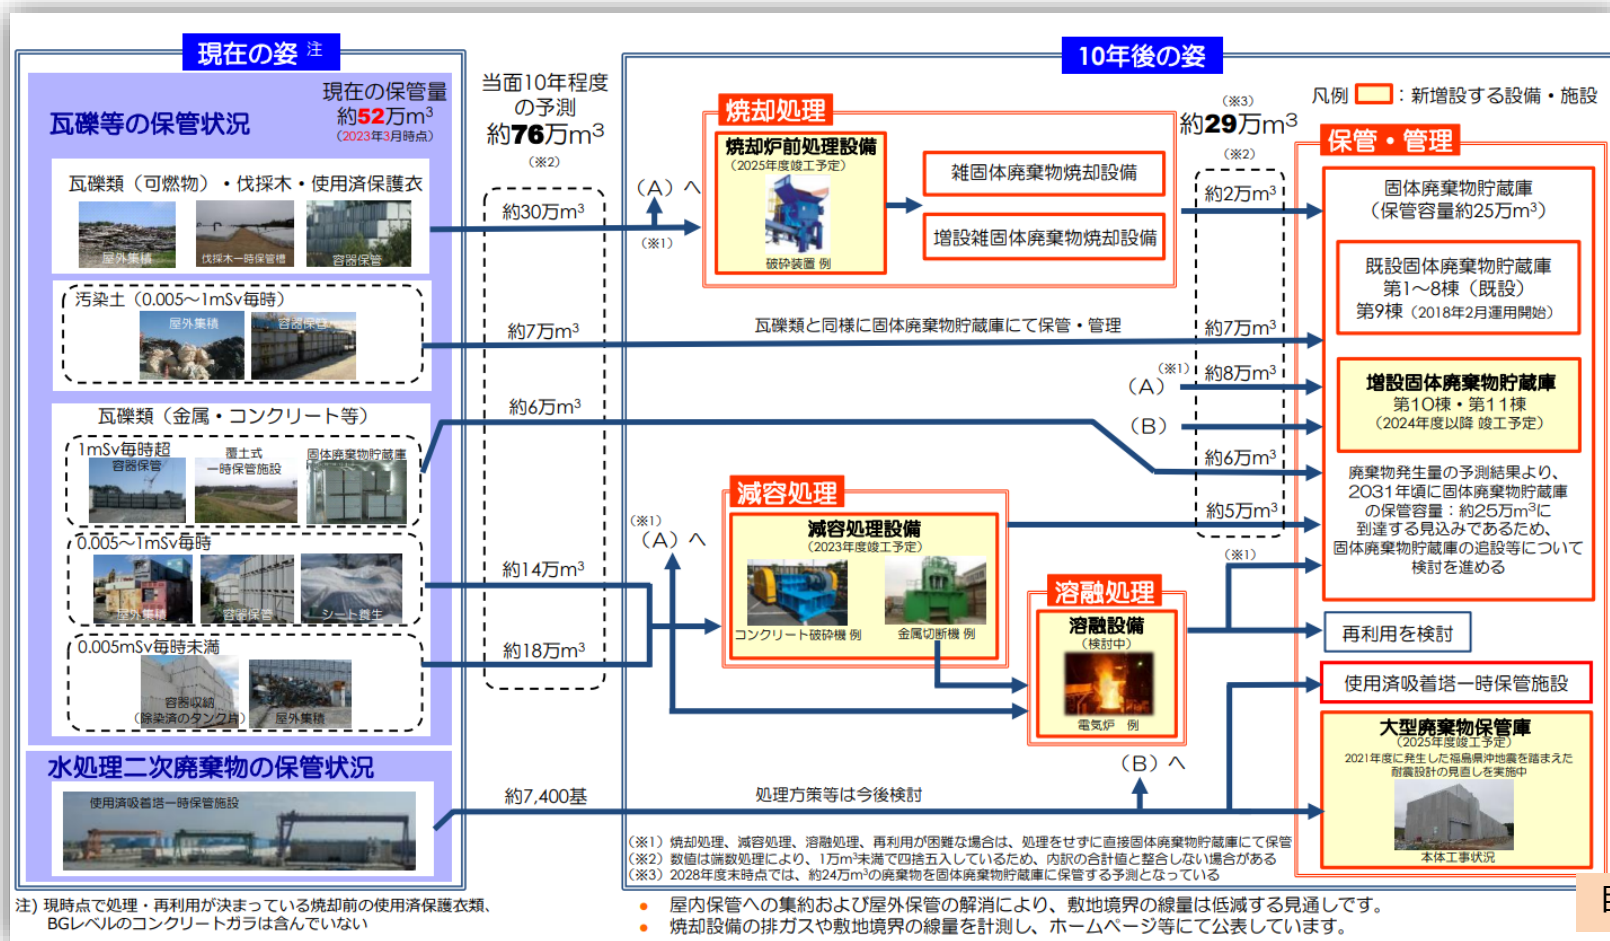 現在の姿 注
瓦礫等の保管状況
現在の保管量
約52万m³
(2023年3月時点)
瓦礫類（可燃物）・伐採木・使用済保護衣
屋外集積
伐採木一時保管槽
容器保管
汚染土（0.005～1mSv毎時）
屋外集積
容器保管
瓦礫類（金属・コンクリート等）
1mSv毎時超
容器保管
覆土式
一時保管施設
固体廃棄物貯蔵庫
0.005～1mSv毎時
屋外集積
容器保管
シート養生
0.005mSv毎時未満
容器収納
（除染済のタンク片）
屋外集積
水処理二次廃棄物の保管状況
使用済吸着塔一時保管施設
当面10年程度
の予測
約76万m³
（※2）
約30万m³
約7万m³
約6万m³
約14万m³
約18万m³
約7,400基
10年後の姿
凡例 ：新増設する設備・施設
（A）へ
（※1）
焼却処理
焼却炉前処理設備
（2025年度竣工予定）
破砕装置 例
雑固体廃棄物焼却設備
増設雑固体廃棄物焼却設備
瓦礫類と同様に固体廃棄物貯蔵庫にて保管・管理
（※1）
（A）へ
減容処理
減容処理設備
（2023年度竣工予定）
コンクリート破砕機 例
金属切断機 例
溶融処理
溶融設備
（検討中）
電気炉 例
（B）へ
処理方策等は今後検討
（※3）
約29万m³
（※2）
約2万m³
約7万m³
（※1）
（A）
約8万m³
（B）
約6万m³
約5万m³
（※1）
保管・管理
固体廃棄物貯蔵庫
（保管容量約25万m³）
既設固体廃棄物貯蔵庫
第1～8棟（既設）
第9棟（2018年2月運用開始）
増設固体廃棄物貯蔵庫
第10棟・第11棟
（2024年度以降 竣工予定）
廃棄物発生量の予測結果より、
2031年頃に固体廃棄物貯蔵庫
の保管容量：約25万m³に
到達する見込みであるため、
固体廃棄物貯蔵庫の追設等について
検討を進める
再利用を検討
使用済吸着塔一時保管施設
大型廃棄物保管庫
（2025年度竣工予定）
2021年度に発生した福島県沖地震を踏まえた
耐震設計の見直しを実施中
本体工事状況
（※1）焼却処理、減容処理、溶融処理、再利用が困難な場合は、処理をせずに直接固体廃棄物貯蔵庫にて保管
（※2）数値は端数処理により、1万m³未満で四捨五入しているため、内訳の合計値と整合しない場合がある
（※3）2028年度末時点では、約24万m³の廃棄物を固体廃棄物貯蔵庫に保管する予測となっている
注）現時点で処理・再利用が決まっている焼却前の使用済保護衣類、
BGレベルのコンクリートガラは含んでいない
• 屋内保管への集約および屋外保管の解消により、敷地境界の線量は低減する見通しです。
• 焼却設備の排ガスや敷地境界の線量を計測し、ホームページ等にて公表しています。